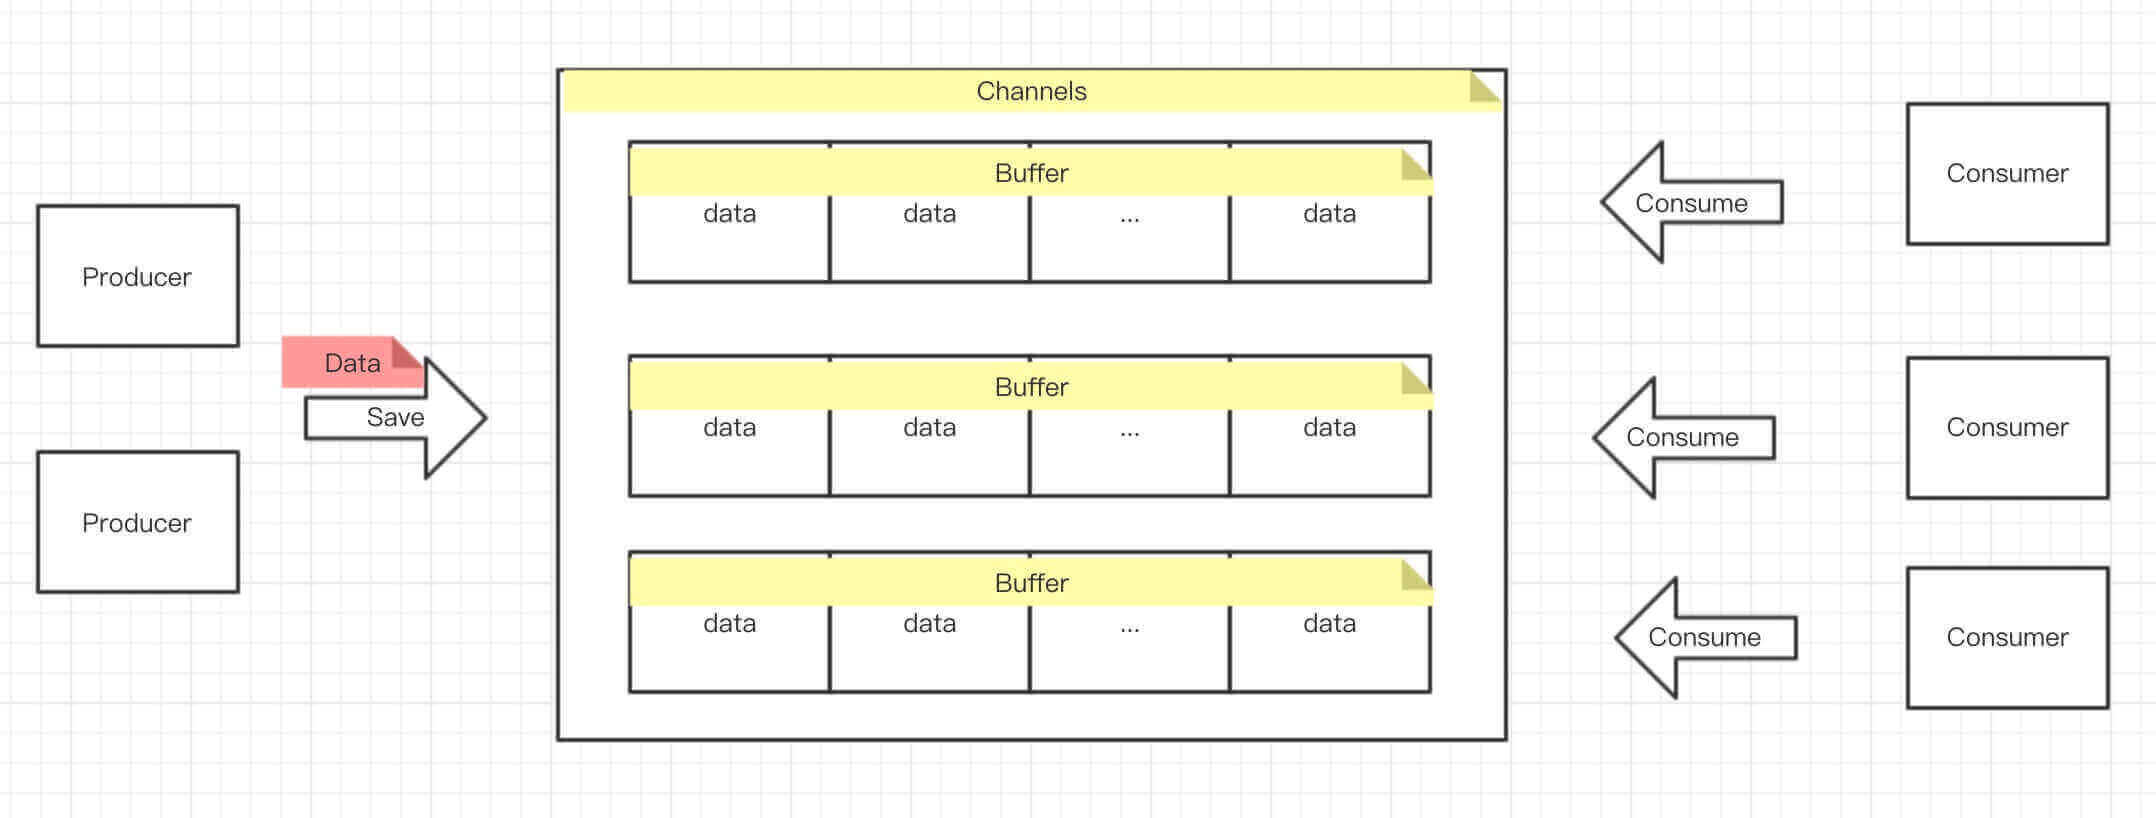 Producer
Producer
Data
Save
Channels
Buffer
data data ... data
Buffer
data data ... data
Buffer
data data ... data
Consume
Consumer
Consume
Consumer
Consume
Consumer